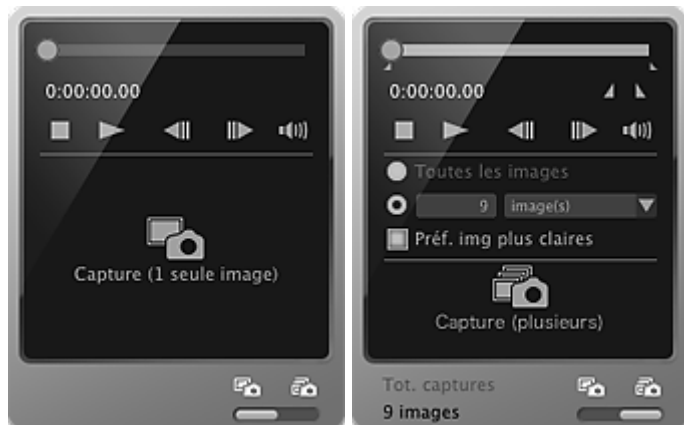 0:00:00.00
Capture (1 seule image)
0:00:00.00
Toutes les images
9 image(s)
Préf. img plus claires
Capture (plusieurs)
Tot. captures
9 images